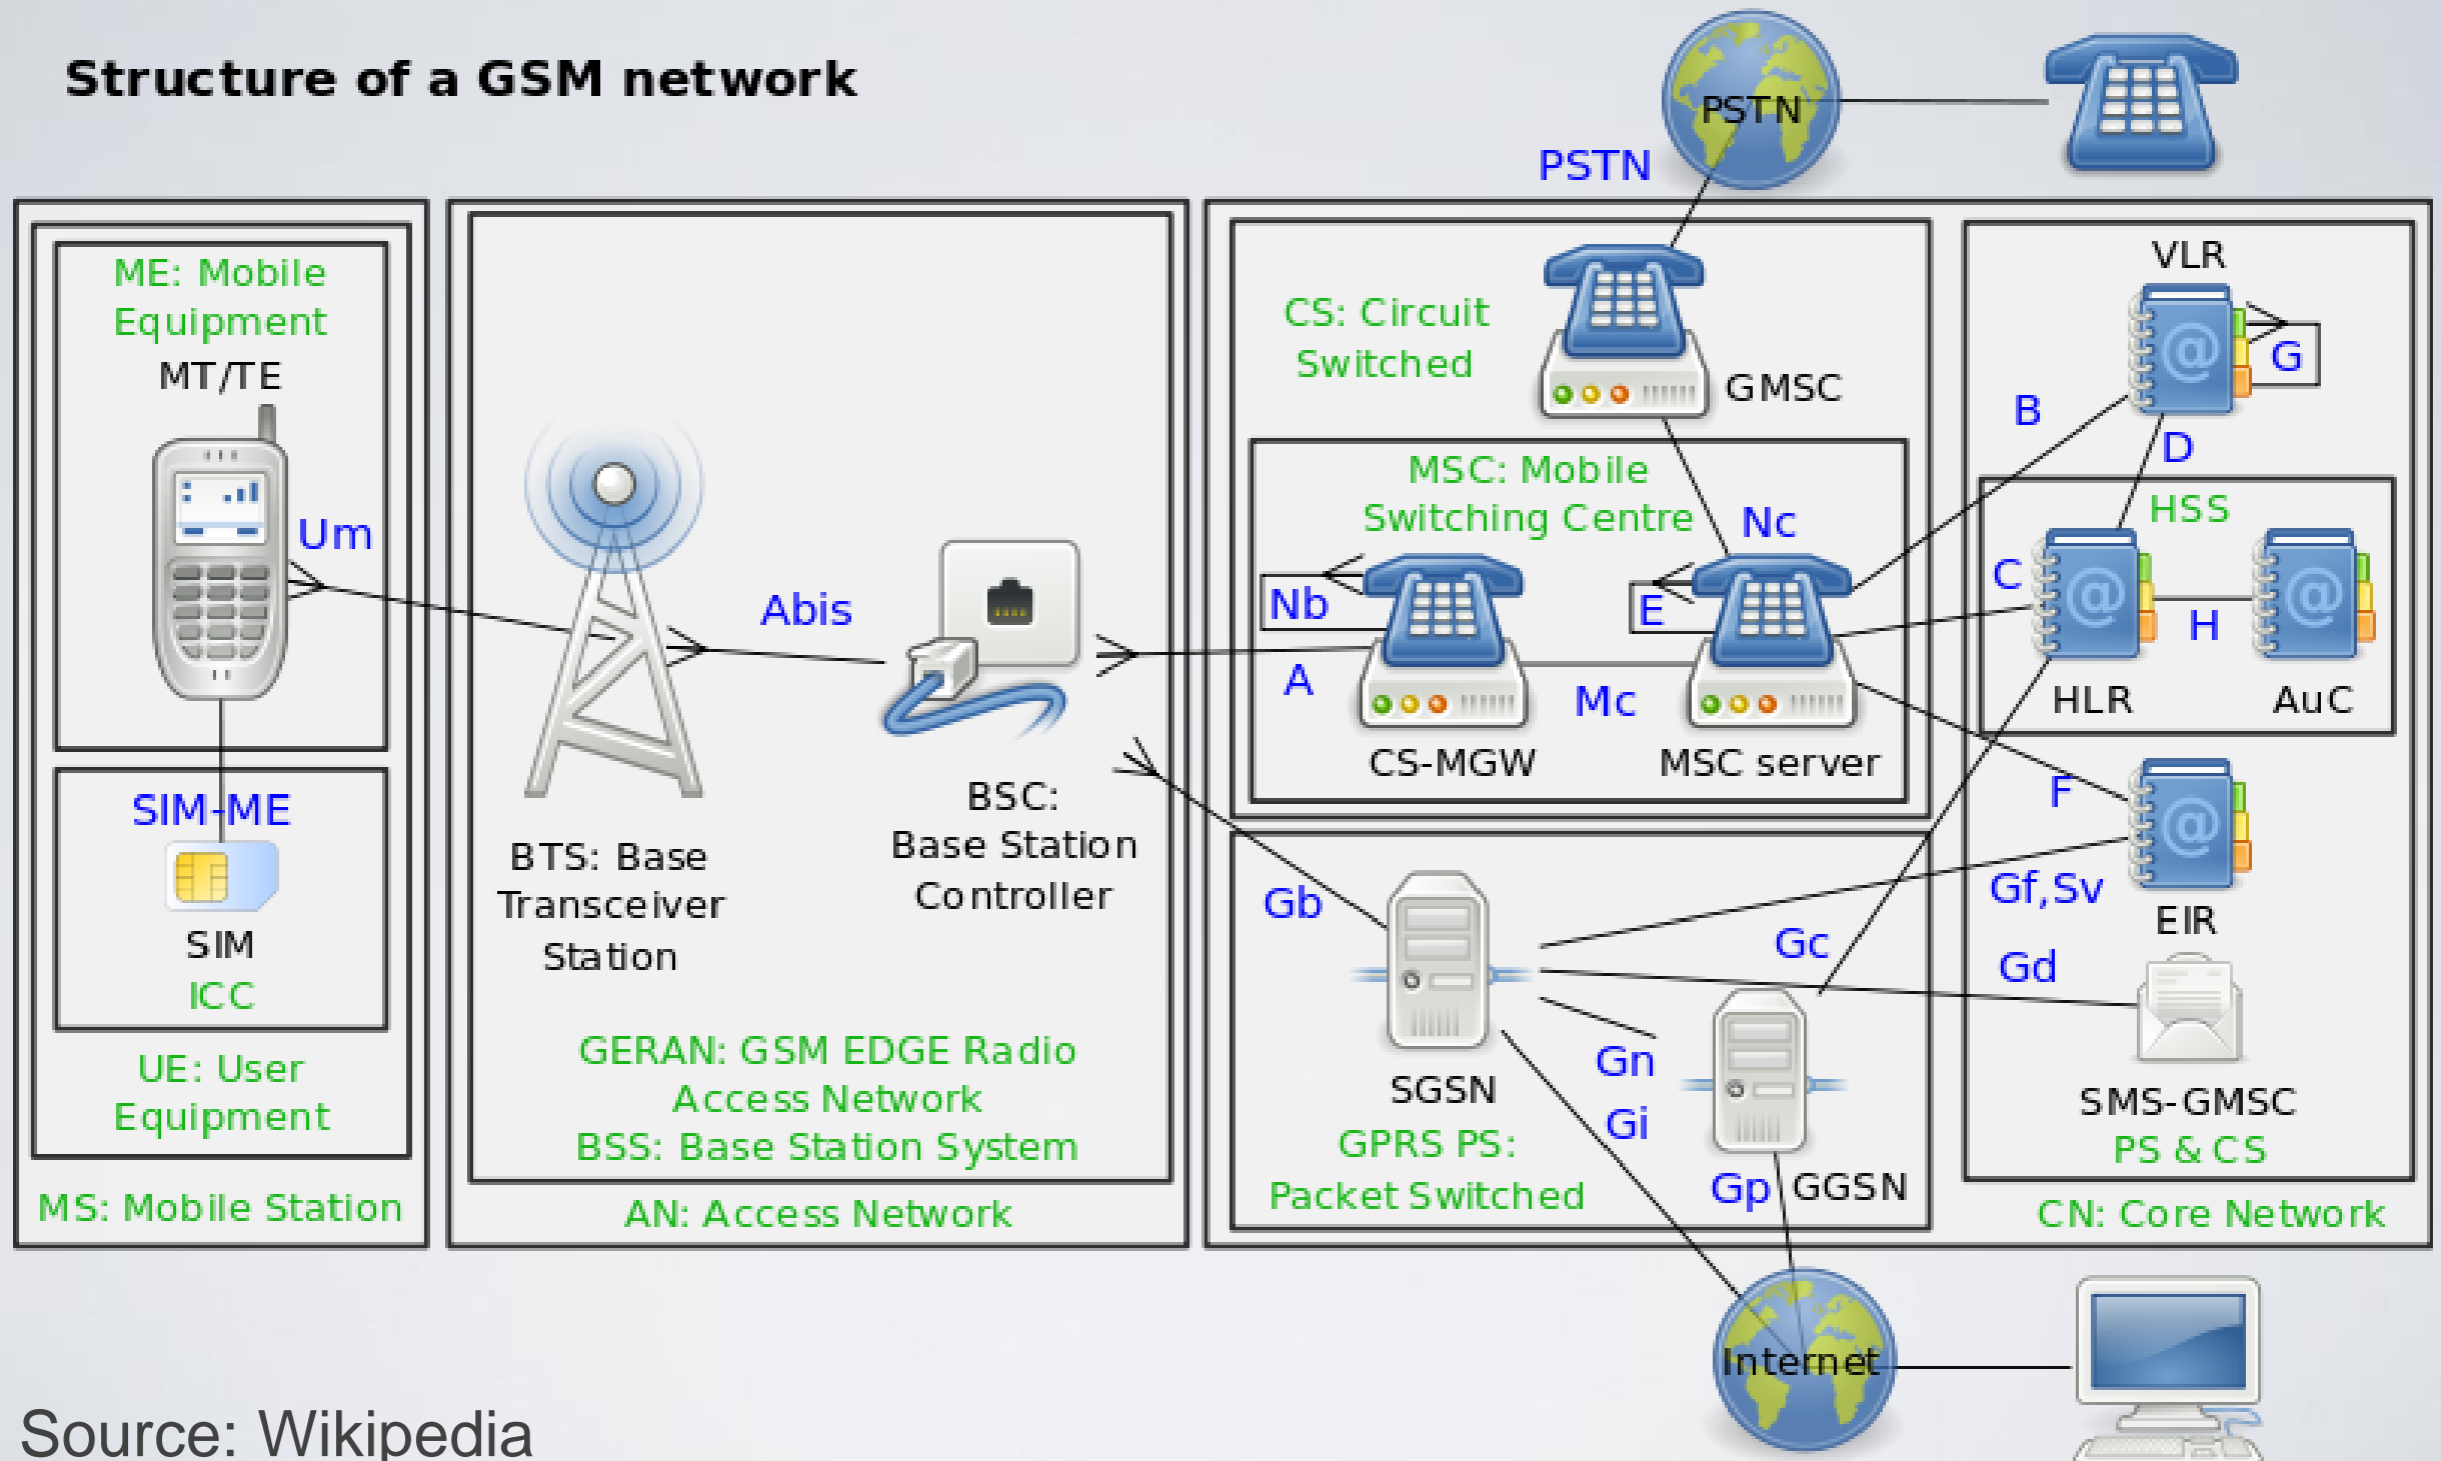 Structure of a GSM network
PSTN
PSTN
ME: Mobile
Equipment
MT/TE
Um
SIM-ME
SIM
ICC
UE: User
Equipment
MS: Mobile Station
Abis
BTS: Base
Transceiver
Station
BSC:
Base Station
Controller
GERAN: GSM EDGE Radio
Access Network
BSS: Base Station System
AN: Access Network
CS: Circuit
Switched
GMSC
MSC: Mobile
Switching Centre
Nc
Nb
E
A
Mc
CS-MGW
MSC server
VLR
G
B
D
HSS
C
H
HLR
AuC
F
Gf,Sv
EIR
Gb
Gc
Gd
SGSN
Gn
Gi
GPRS PS:
Packet Switched
Gp
GGSN
SMS-GMSC
PS & CS
CN: Core Network
Internet
Source: Wikipedia